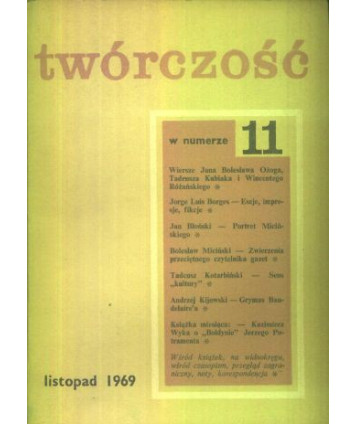 twórczość
w numerze 11
Wiersze Jana Bolesława Ożoga,
Tadeusza Kubiaka i Wincentego
Różańskiego
Jorge Luis Borges — Eseje, impre-
sje, fikcje
Jan Błoński — Portret Miciń-
skiego
Bolesław Miciński — Zwierzenia
przeciętnego czytelnika gazet
Tadeusz Kotarbiński — Sens
„kultury"
Andrzej Kijowski — Grymas Bau-
delaire'a
Książka miesiąca: — Kazimierz
Wyka o „Bołdynie" Jerzego Pu-
tramenta
Wśród książek, na widnokręgu,
wśród czasopism, przegląd zagra-
niczny, noty, korespondencja
listopad 1969